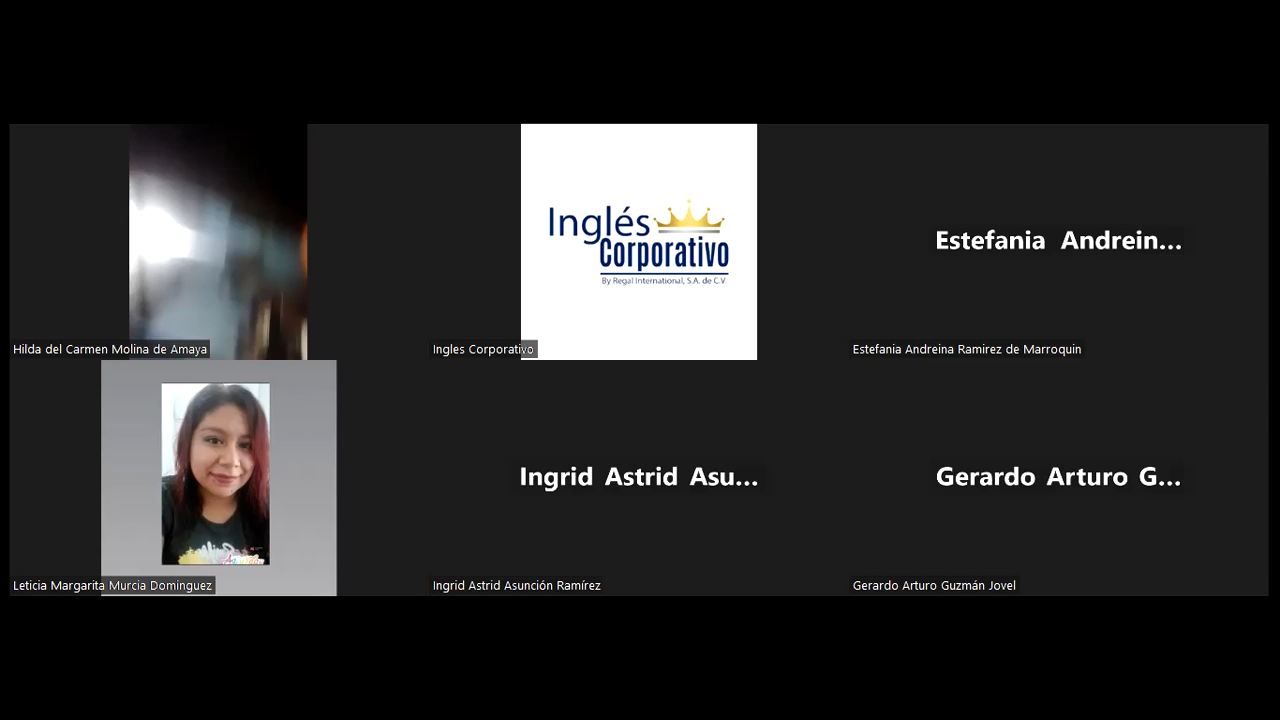 Inglés
Corporativo
By Regal International, S.A. de C.V.
Estefania Andrein...
Hilda del Carmen Molina de Amaya
Ingles Corporativo
Estefania Andreina Ramirez de Marroquin
Ingrid Astrid Asu...
Gerardo Arturo G...
Leticia Margarita Murcia Dominguez
Ingrid Astrid Asunción Ramírez
Gerardo Arturo Guzmán Jovel